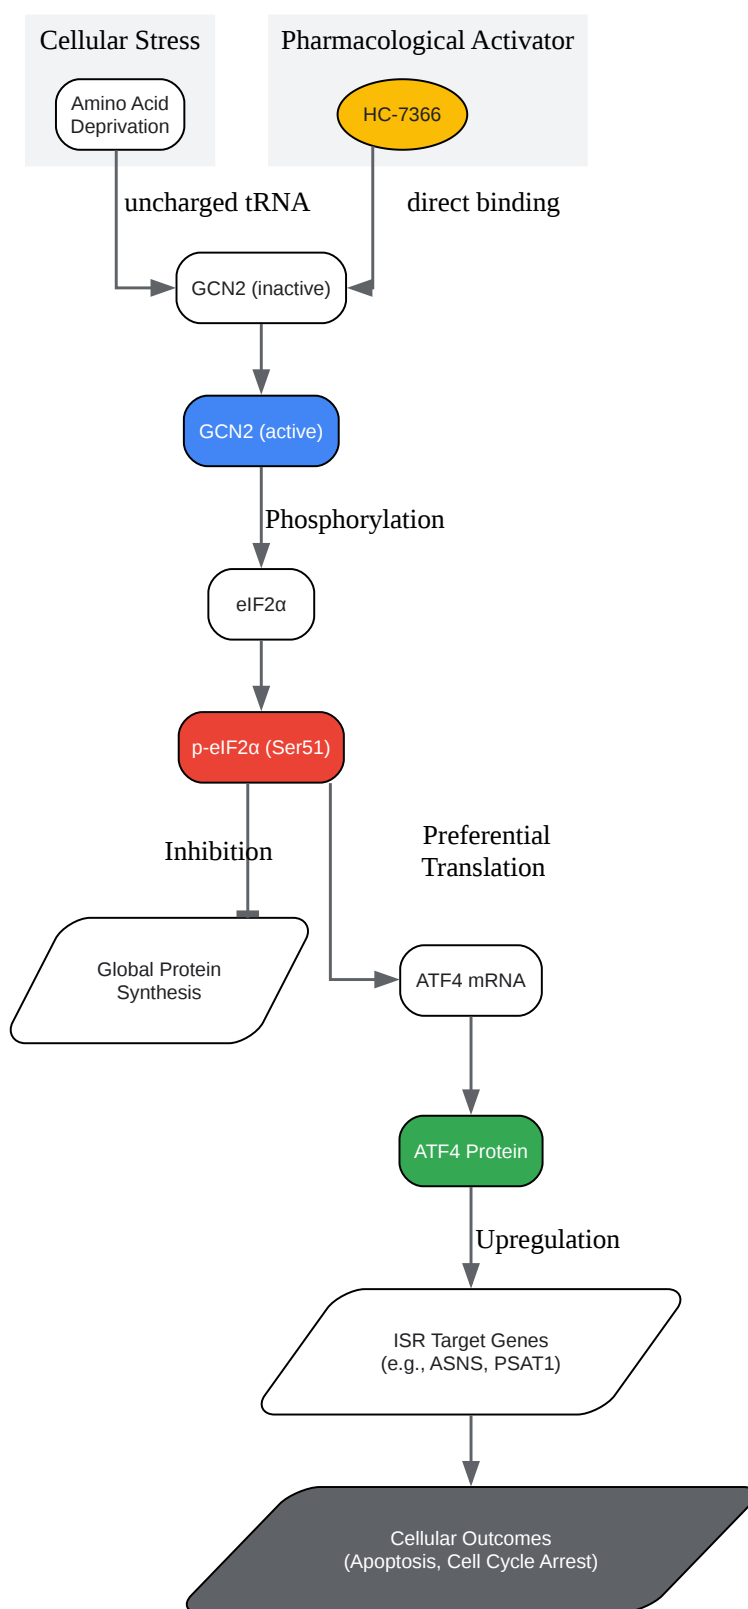 Cellular Stress
Pharmacological Activator
Amino Acid
Deprivation
HC-7366
uncharged tRNA
direct binding
GCN2 (inactive)
GCN2 (active)
Phosphorylation
eIF2α
p-eIF2α (Ser51)
Inhibition
Preferential
Translation
Global Protein
Synthesis
ATF4 mRNA
ATF4 Protein
Upregulation
ISR Target Genes
(e.g., ASNS, PSAT1)
Cellular Outcomes
(Apoptosis, Cell Cycle Arrest)